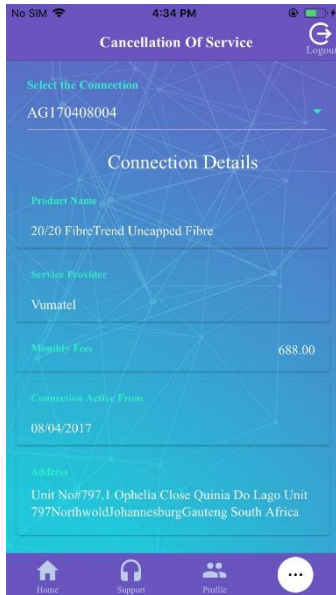 No SIM 4:34 PM
Cancellation Of Service
Logout
Select the Connection
AG170408004
Connection Details
Product Name
20/20 FibreTrend Uncapped Fibre
Service Provider
Vumatel
Monthly Fees 688.00
Connection Active From
08/04/2017
Address
Unit No#797,1 Ophelia Close Quinia Do Lago Unit
797NorthwoldJohannesburgGauteng South Africa
Home Support Profile